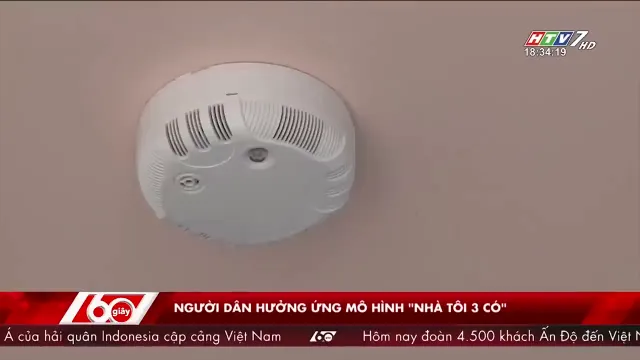 HTV7 HD
18:34:19
60 giây
NGƯỜI DÂN HƯỞNG ỨNG MÔ HÌNH "NHÀ TÔI 3 CÓ"
Á của hải quân Indonesia cập cảng Việt Nam 60 Hôm nay đoàn 4.500 khách Ấn Độ đến Việt N